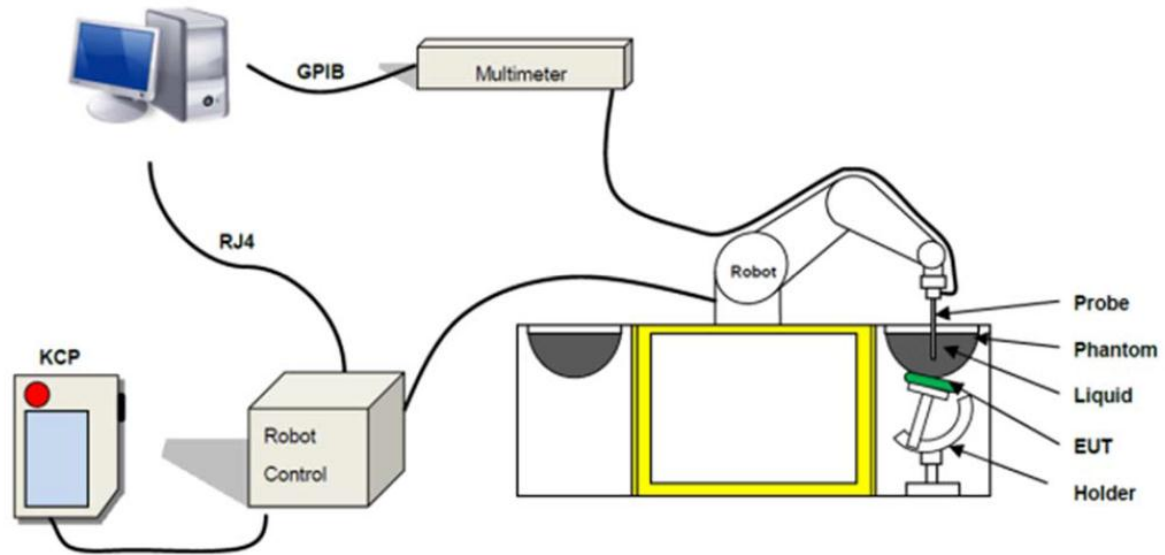 GPIB
Multimeter
RJ4
Robot
Probe
Phantom
KCP
Liquid
Robot
Control
EUT
Holder